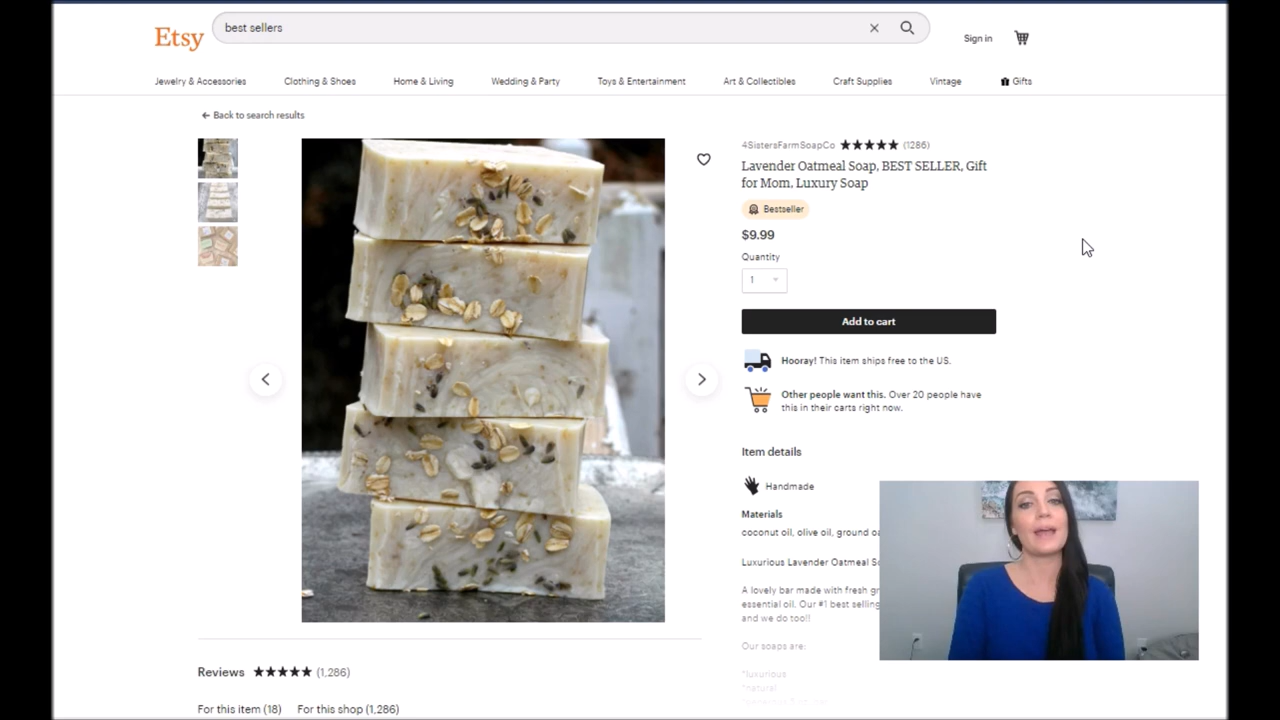 Etsy
best sellers
Sign in
Jewelry & Accessories
Clothing & Shoes
Home & Living
Wedding & Party
Toys & Entertainment
Art & Collectibles
Craft Supplies
Vintage
Gifts
Back to search results
4SistersFarmSoapCo ★★★★★ (1286)
Lavender Oatmeal Soap, BEST SELLER, Gift
for Mom, Luxury Soap
Bestseller
$9.99
Quantity
1
Add to cart
Hooray! This item ships free to the US.
Other people want this. Over 20 people have
this in their carts right now.
Item details
Handmade
Materials
coconut oil, olive oil, ground
Luxurious Lavender Oatmeal
A lovely bar made with fresh
essential oil. Our #1 best selling
and we do too!!
Our soaps are:
*luxurious
*natural
Reviews ★★★★★ (1,286)
For this item (18)
For this shop (1,286)